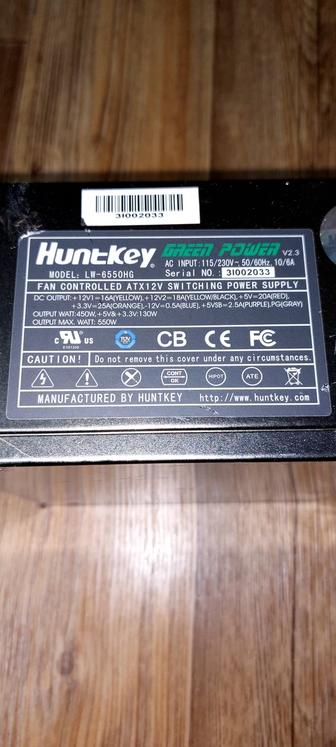 3I002033
HuntKey GREEN POWER V2.3
AC INPUT:115/230V~50/60Hz.10/6A
MODEL: LW-6550HG Serial NO.: 3I002033
FAN CONTROLLED ATX12V SWITCHING POWER SUPPLY
DC OUTPUT:+12V1=16A(YELLOW),+12V2=18A(YELLOW/BLACK),+5V=20A(RED),
+3.3V=25A(ORANGE),-12V=0.5A(BLUE),+5VSB=2.5A(PURPLE),PG(GRAY)
OUTPUT WATT:450W,+5V&+3.3V:130W
OUTPUT MAX. WATT: 550W
c US CB CE FC
CAUTION! Do not remove this cover under any circumstances.
CONT OK HIPOT ATE
MANUFACTURED BY HUNTKEY http://www.huntkey.com